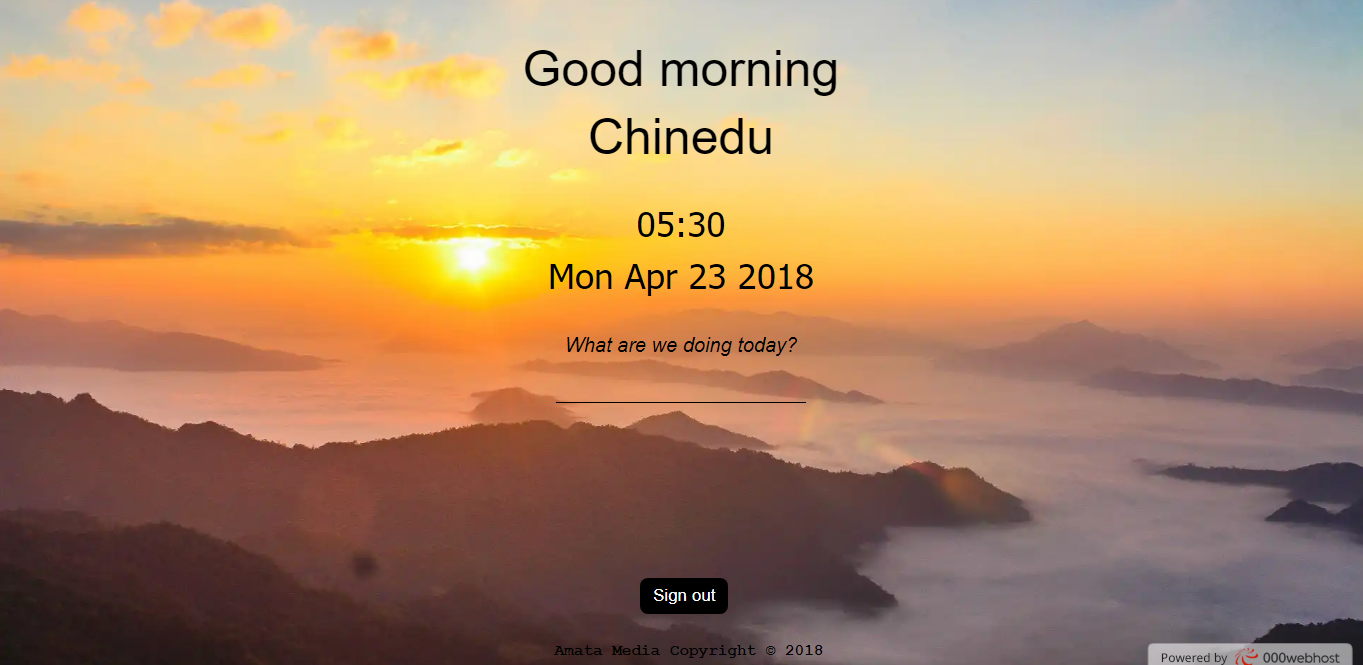 Good morning
Chinedu
05:30
Mon Apr 23 2018
What are we doing today?
Sign out
Amata Media Copyright © 2018
Powered by 000webhost